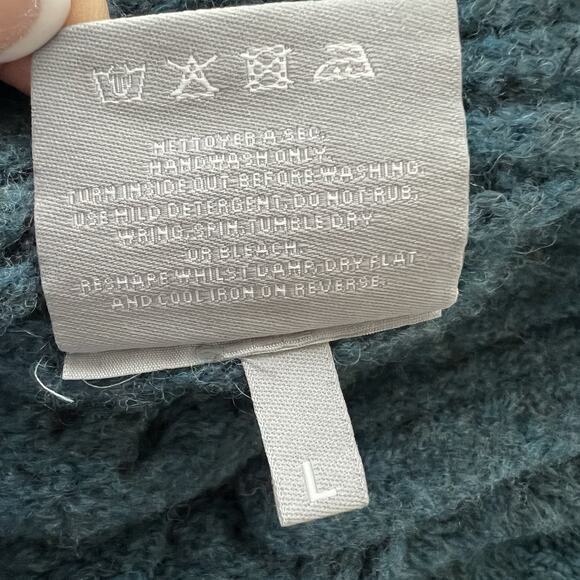 NETTOYER A SEC.
HANDWASH ONLY.
TURN INSIDE OUT BEFORE WASHING.
USE MILD DETERGENT, DO NOT RUB,
WRING, SPIN, TUMBLE DRY
OR BLEACH.
RESHAPE WHILST DAMP, DRY FLAT
AND COOL IRON ON REVERSE.
L